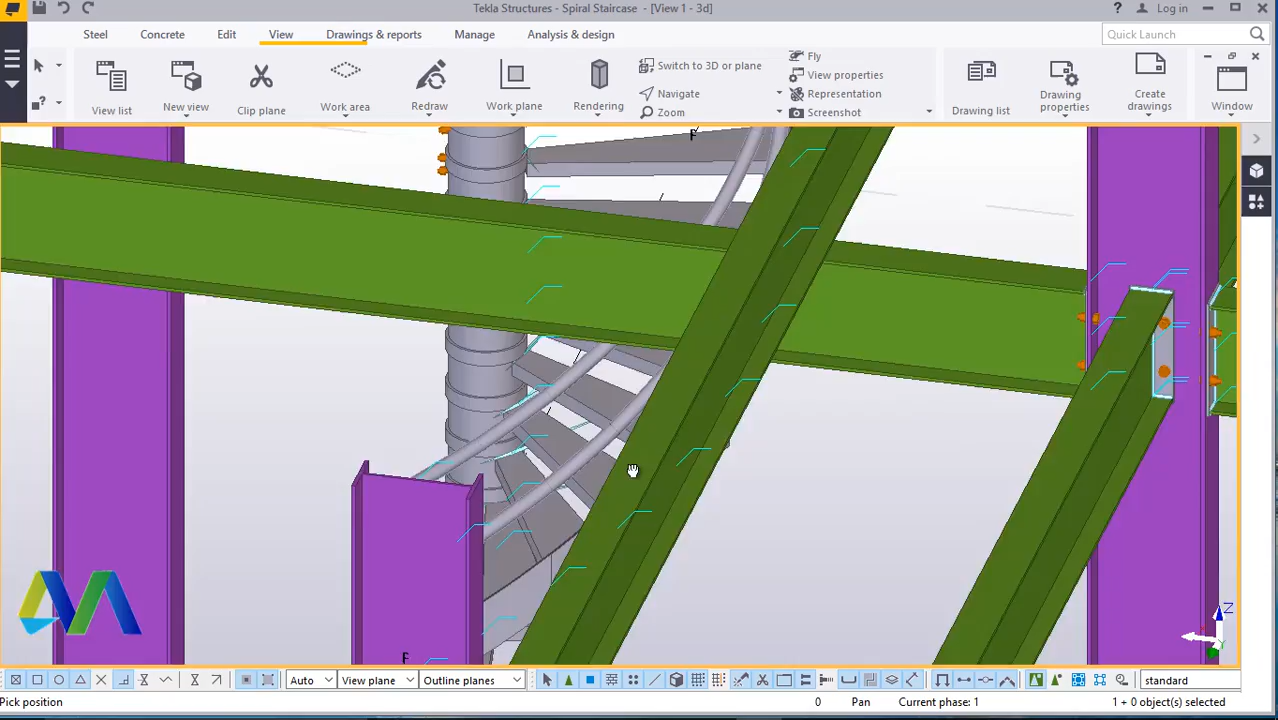 Tekla Structures - Spiral Staircase - [View 1 - 3d]
? Log in
Steel Concrete Edit View Drawings & reports Manage Analysis & design
Quick Launch
View list
New view
Clip plane
Work area
Redraw
Work plane
Rendering
Switch to 3D or plane
Navigate
Zoom
Fly
View properties
Representation
Screenshot
Drawing list
Drawing properties
Create drawings
Window
F
F
Z
Auto View plane Outline planes standard
Pick position 0 Pan Current phase: 1 1 + 0 object(s) selected